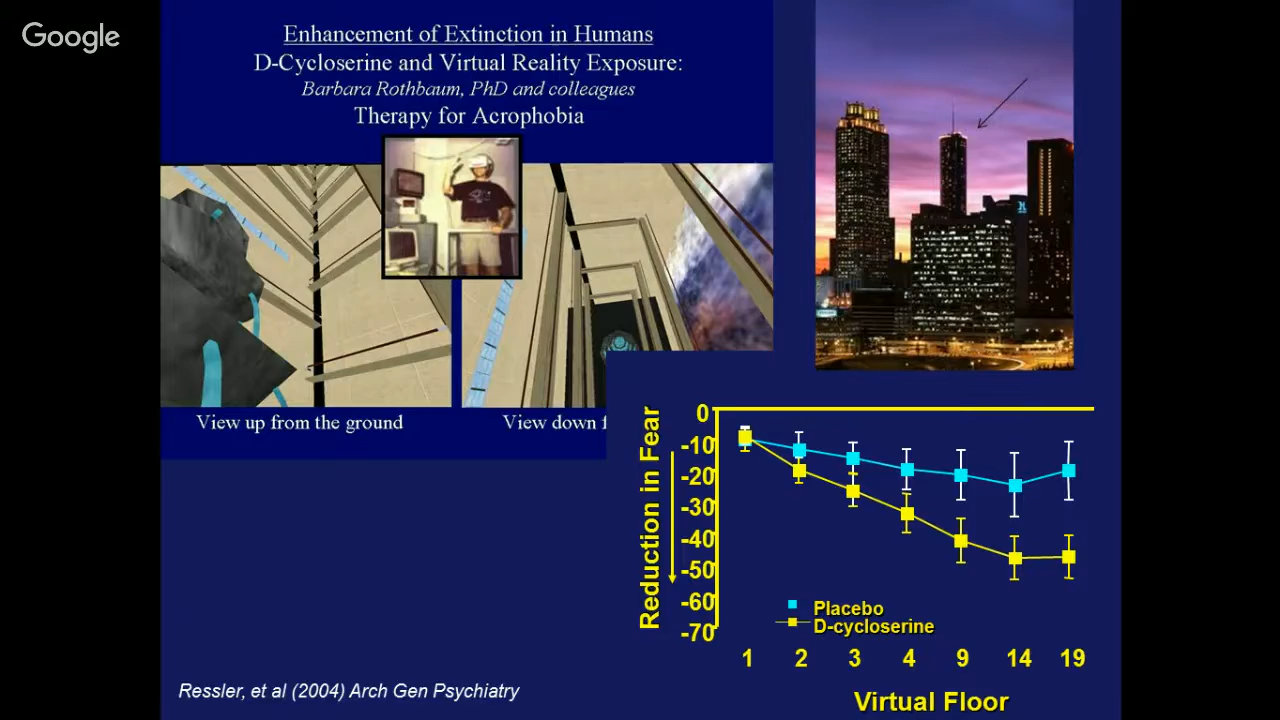 Google
Enhancement of Extinction in Humans
D-Cycloserine and Virtual Reality Exposure:
Barbara Rothbaum, PhD and colleagues
Therapy for Acrophobia
View up from the ground
View down f
Reduction in Fear
0
-10
-20
-30
-40
-50
-60
-70
Placebo
D-cycloserine
1 2 3 4 9 14 19
Virtual Floor
Ressler, et al (2004) Arch Gen Psychiatry